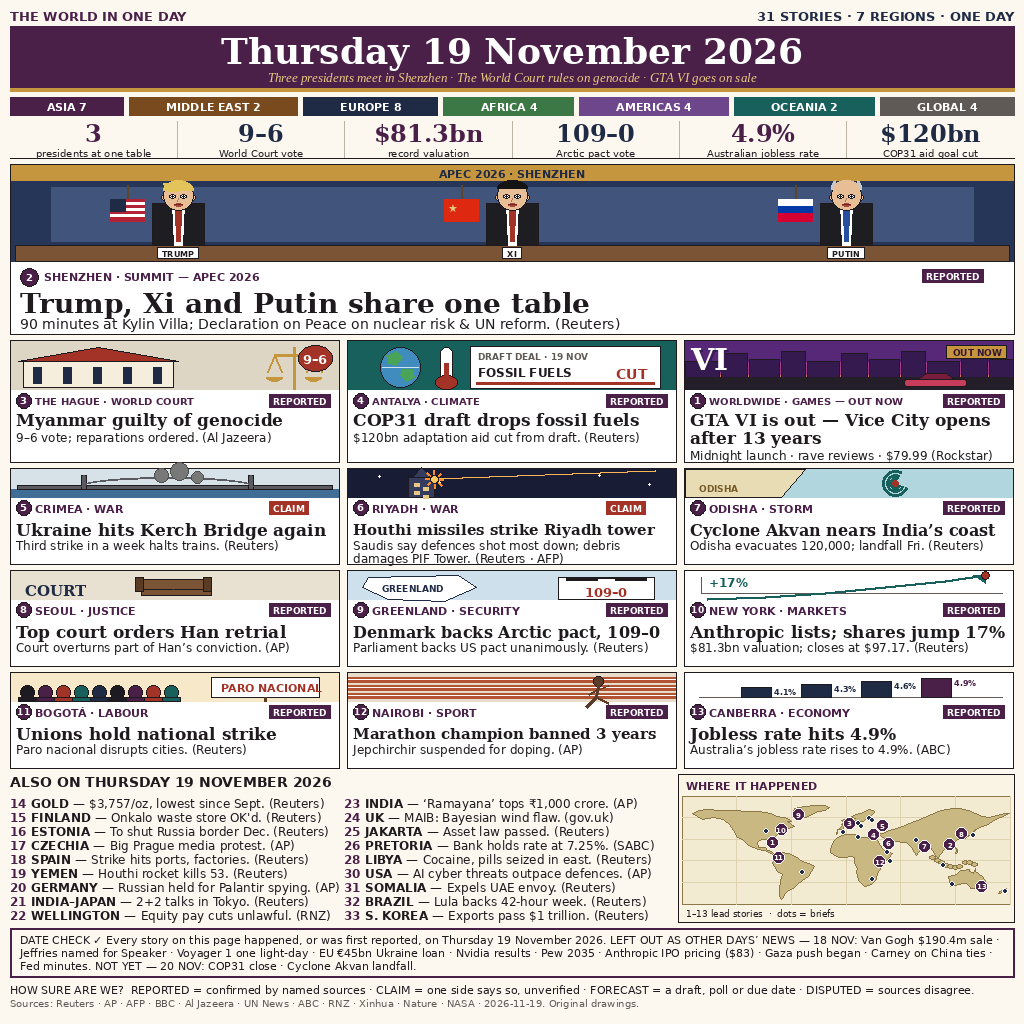 THE WORLD IN ONE DAY
31 STORIES · 7 REGIONS · ONE DAY
Thursday 19 November 2026
Three presidents meet in Shenzhen · The World Court rules on genocide · GTA VI goes on sale
ASIA 7
MIDDLE EAST 2
EUROPE 8
AFRICA 4
AMERICAS 4
OCEANIA 2
GLOBAL 4
3
presidents at one table
9–6
World Court vote
$81.3bn
record valuation
109–0
Arctic pact vote
4.9%
Australian jobless rate
$120bn
COP31 aid goal cut
APEC 2026 · SHENZHEN
TRUMP
XI
PUTIN
2 SHENZHEN · SUMMIT — APEC 2026
REPORTED
Trump, Xi and Putin share one table
90 minutes at Kylin Villa; Declaration on Peace on nuclear risk & UN reform. (Reuters)
9–6
3 THE HAGUE · WORLD COURT
REPORTED
Myanmar guilty of genocide
9–6 vote; reparations ordered. (Al Jazeera)
DRAFT DEAL · 19 NOV
FOSSIL FUELS
CUT
4 ANTALYA · CLIMATE
REPORTED
COP31 draft drops fossil fuels
$120bn adaptation aid cut from draft. (Reuters)
VI
OUT NOW
1 WORLDWIDE · GAMES — OUT NOW
REPORTED
GTA VI is out — Vice City opens
after 13 years
Midnight launch · rave reviews · $79.99 (Rockstar)
5 CRIMEA · WAR
CLAIM
Ukraine hits Kerch Bridge again
Third strike in a week halts trains. (Reuters)
6 RIYADH · WAR
CLAIM
Houthi missiles strike Riyadh tower
Saudis say defences shot most down; debris
damages PIF Tower. (Reuters · AFP)
ODISHA
7 ODISHA · STORM
REPORTED
Cyclone Akvan nears India’s coast
Odisha evacuates 120,000; landfall Fri. (Reuters)
COURT
8 SEOUL · JUSTICE
REPORTED
Top court orders Han retrial
Court overturns part of Han’s conviction. (AP)
GREENLAND
109–0
9 GREENLAND · SECURITY
REPORTED
Denmark backs Arctic pact, 109–0
Parliament backs US pact unanimously. (Reuters)
+17%
10 NEW YORK · MARKETS
REPORTED
Anthropic lists; shares jump 17%
$81.3bn valuation; closes at $97.17. (Reuters)
PARO NACIONAL
11 BOGOTÁ · LABOUR
REPORTED
Unions hold national strike
Paro nacional disrupts cities. (Reuters)
12 NAIROBI · SPORT
REPORTED
Marathon champion banned 3 years
Jepchirchir suspended for doping. (AP)
4.1%
4.3%
4.6%
4.9%
13 CANBERRA · ECONOMY
REPORTED
Jobless rate hits 4.9%
Australia’s jobless rate rises to 4.9%. (ABC)
ALSO ON THURSDAY 19 NOVEMBER 2026
14 GOLD — $3,757/oz, lowest since Sept. (Reuters)
15 FINLAND — Onkalo waste store OK'd. (Reuters)
16 ESTONIA — To shut Russia border Dec. (Reuters)
17 CZECHIA — Big Prague media protest. (AP)
18 SPAIN — Strike hits ports, factories. (Reuters)
19 YEMEN — Houthi rocket kills 53. (Reuters)
20 GERMANY — Russian held for Palantir spying. (AP)
21 INDIA–JAPAN — 2+2 talks in Tokyo. (Reuters)
22 WELLINGTON — Equity pay cuts unlawful. (RNZ)
23 INDIA — ‘Ramayana’ tops ₹1,000 crore. (AP)
24 UK — MAIB: Bayesian wind flaw. (gov.uk)
25 JAKARTA — Asset law passed. (Reuters)
26 PRETORIA — Bank holds rate at 7.25%. (SABC)
28 LIBYA — Cocaine, pills seized in east. (Reuters)
30 USA — AI cyber threats outpace defences. (AP)
31 SOMALIA — Expels UAE envoy. (Reuters)
32 BRAZIL — Lula backs 42-hour week. (Reuters)
33 S. KOREA — Exports pass $1 trillion. (Reuters)
WHERE IT HAPPENED
9
10
1
11
3
5
4
6
12
7
2
8
13
1–13 lead stories · dots = briefs
DATE CHECK ✓ Every story on this page happened, or was first reported, on Thursday 19 November 2026. LEFT OUT AS OTHER DAYS’ NEWS — 18 NOV: Van Gogh $190.4m sale ·
Jeffries named for Speaker · Voyager 1 one light-day · EU €45bn Ukraine loan · Nvidia results · Pew 2035 · Anthropic IPO pricing ($83) · Gaza push began · Carney on China ties ·
Fed minutes. NOT YET — 20 NOV: COP31 close · Cyclone Akvan landfall.
HOW SURE ARE WE? REPORTED = confirmed by named sources · CLAIM = one side says so, unverified · FORECAST = a draft, poll or due date · DISPUTED = sources disagree.
Sources: Reuters · AP · AFP · BBC · Al Jazeera · UN News · ABC · RNZ · Xinhua · Nature · NASA · 2026-11-19. Original drawings.